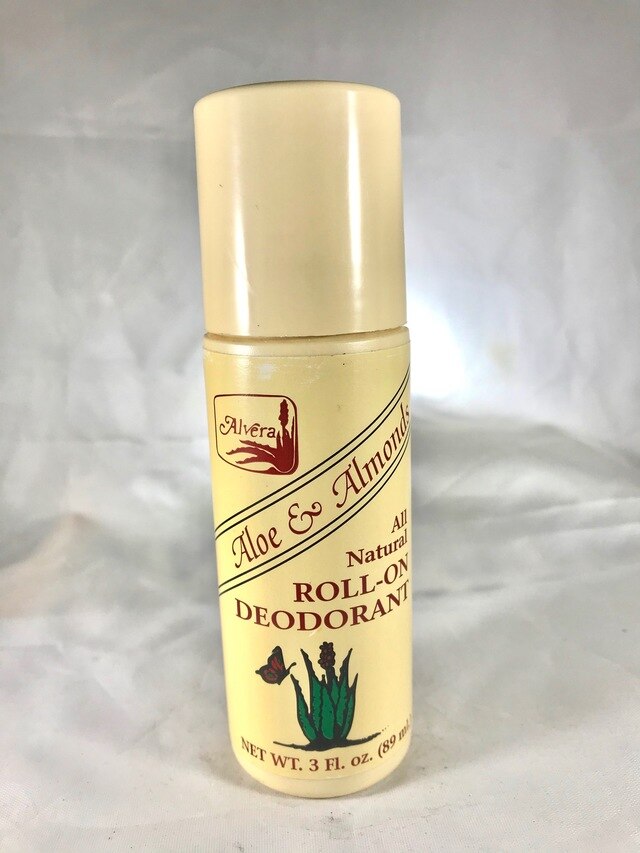 Alvera
Aloe & Almonds
All
Natural
ROLL-ON
DEODORANT
NET WT. 3 Fl. oz. (89 ml.